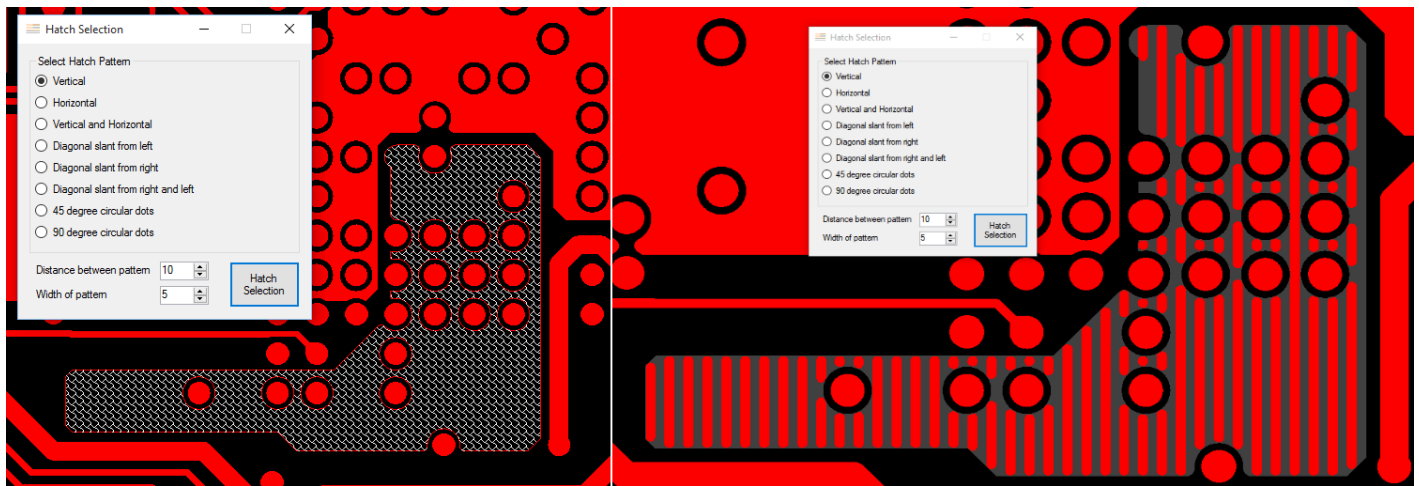 Hatch Selection
Select Hatch Pattern
Vertical
Horizontal
Vertical and Horizontal
Diagonal slant from left
Diagonal slant from right
Diagonal slant from right and left
45 degree circular dots
90 degree circular dots
Distance between pattern 10
Width of pattern 5
Hatch
Selection
Hatch Selection
Select Hatch Pattern
Vertical
Horizontal
Vertical and Horizontal
Diagonal slant from left
Diagonal slant from right
Diagonal slant from right and left
45 degree circular dots
90 degree circular dots
Distance between pattern 10
Width of pattern 5
Hatch
Selection